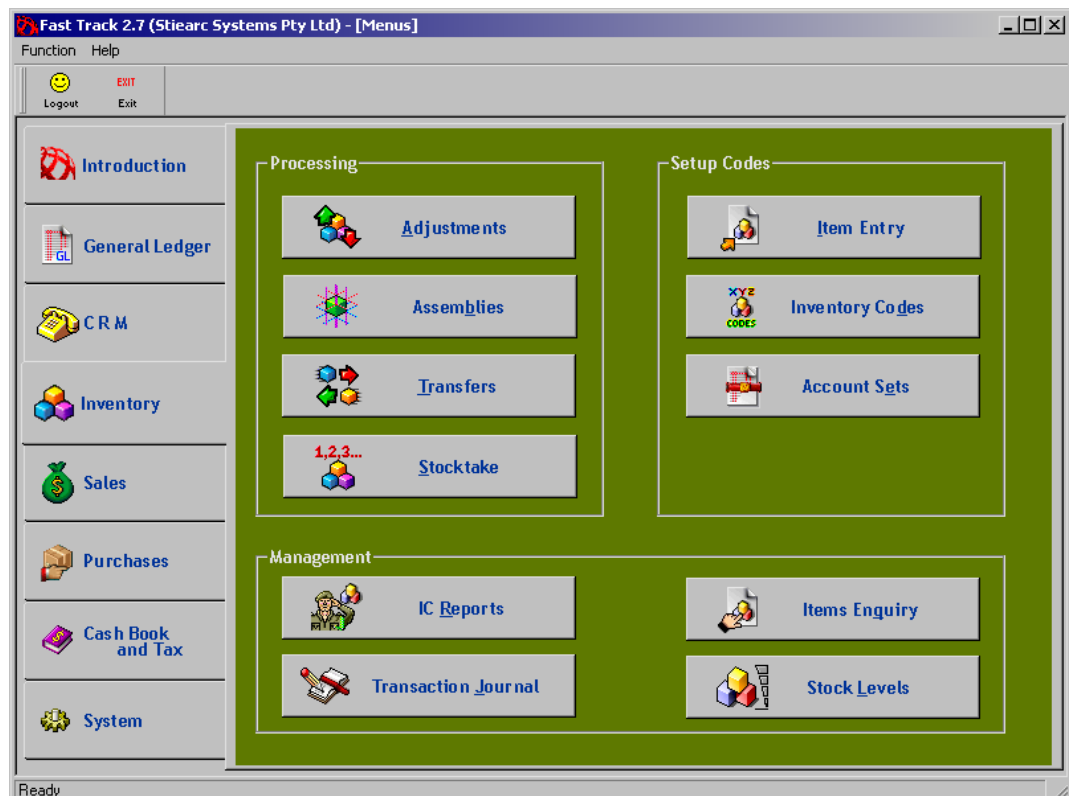 Fast Track 2.7 (Stiearc Systems Pty Ltd) - [Menus]
Function Help
EXIT
Logout Exit
Introduction
General Ledger
GL
C R M
Inventory
Sales
Purchases
Cash Book
and Tax
System
Processing
Adjustments
Assemblies
Transfers
1,2,3...
Stocktake
Setup Codes
Item Entry
XYZ
CODES
Inventory Codes
Account Sets
Management
IC Reports
Items Enquiry
Transaction Journal
Stock Levels
Ready